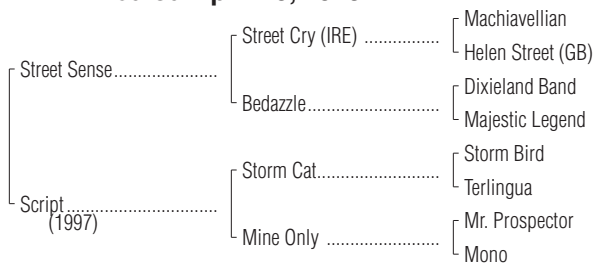 Machiavellian
Street Cry (IRE) ..................
Helen Street (GB)
Street Sense.........................
Dixieland Band
Bedazzle................................
Majestic Legend
Storm Bird
Storm Cat..............................
Terlingua
Script ....................................
(1997)
Mr. Prospector
Mine Only ...........................
Mono